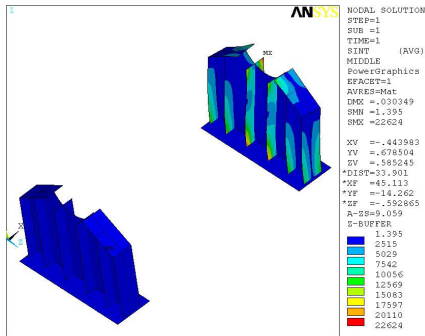 1
ANSYS
MX
X
Z
NODAL SOLUTION
STEP=1
SUB =1
TIME=1
SINT (AVG)
MIDDLE
PowerGraphics
EFACET=1
AVRES=Mat
DMX =.030349
SMN =1.395
SMX =22624
XV =-.443983
YV =.678504
ZV =.585245
*DIST=33.901
*XF =45.113
*YF =-14.262
*ZF =-.592865
A-ZS=9.059
Z-BUFFER
1.395
2515
5029
7542
10056
12569
15083
17597
20110
22624